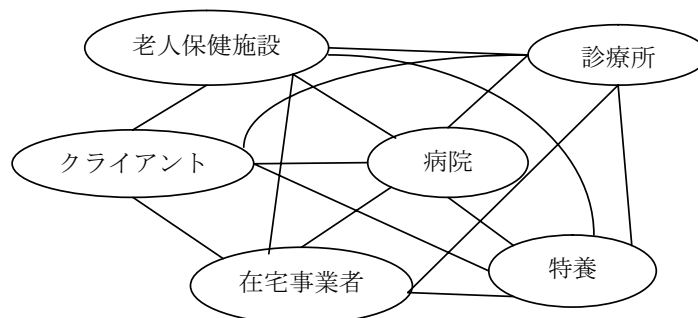 老人保健施設
診療所
クライアント
病院
在宅事業者
特養